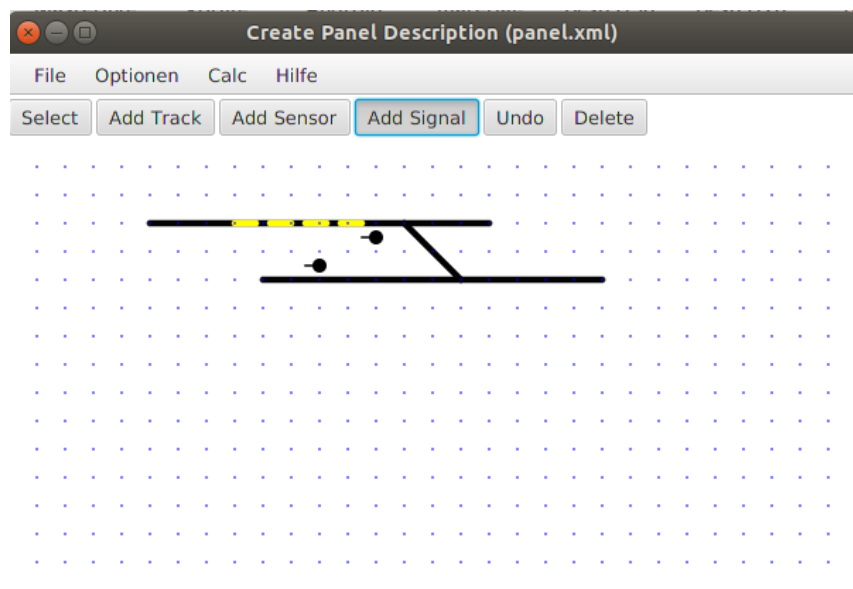 Create Panel Description (panel.xml)
File Optionen Calc Hilfe
Select Add Track Add Sensor Add Signal Undo Delete